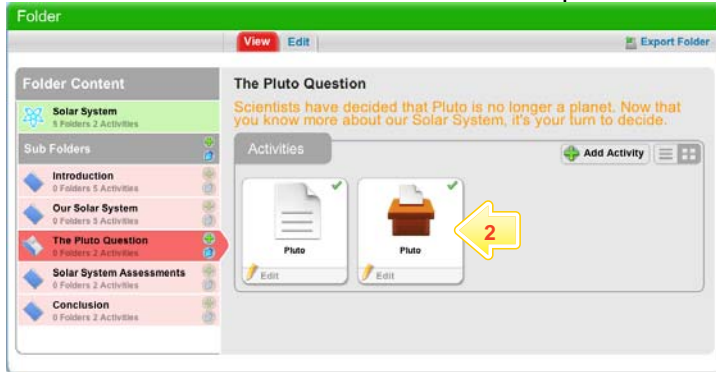 Folder
View Edit
Export Folder
Folder Content
Solar System
5 Folders 2 Activities
Sub Folders
Introduction
0 Folders 5 Activities
Our Solar System
0 Folders 5 Activities
The Pluto Question
0 Folders 2 Activities
Solar System Assessments
0 Folders 2 Activities
Conclusion
0 Folders 2 Activities
The Pluto Question
Scientists have decided that Pluto is no longer a planet. Now that
you know more about our Solar System, it's your turn to decide.
Activities
Add Activity
Pluto
Edit
Pluto
Edit
2